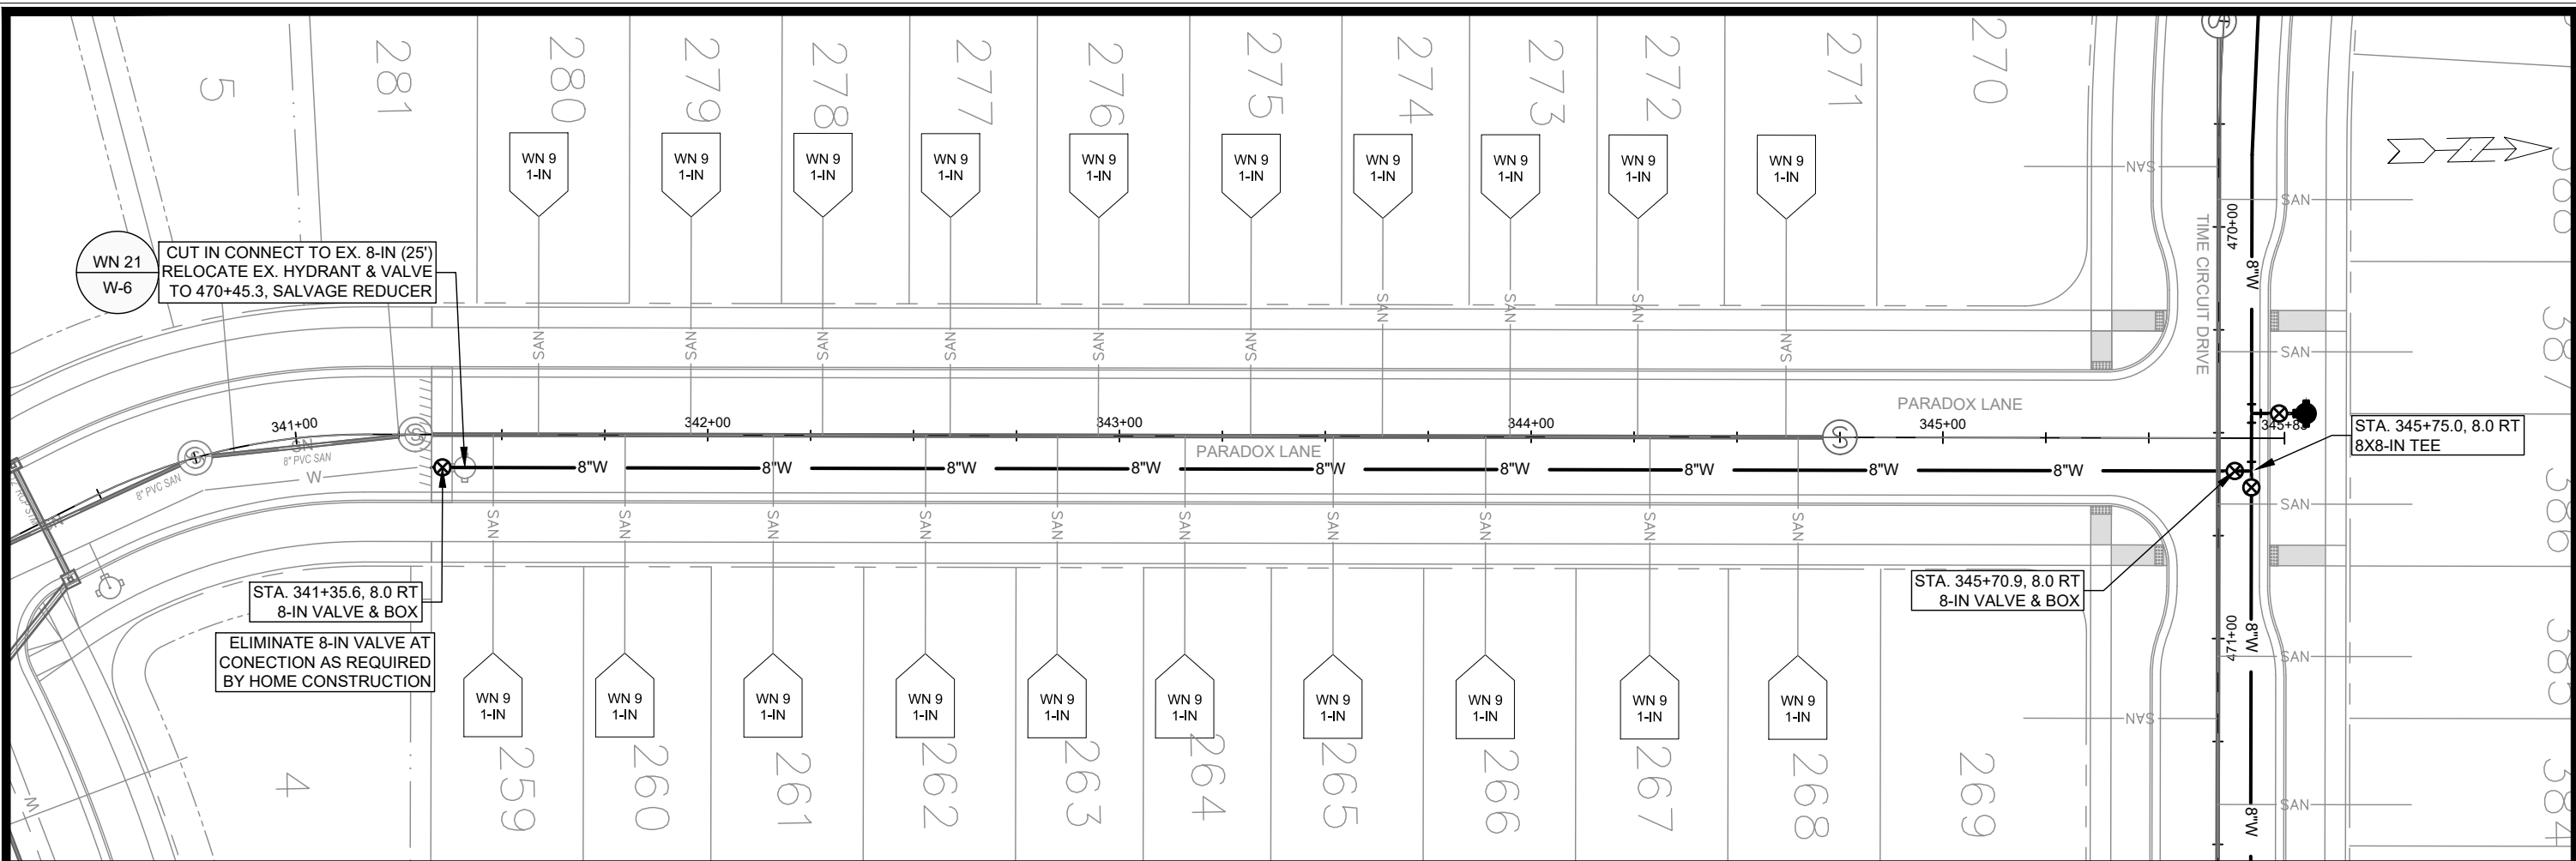 5
281
280
279
278
277
276
275
274
273
272
271
270
388
WN 9
1-IN
WN 9
1-IN
WN 9
1-IN
WN 9
1-IN
WN 9
1-IN
WN 9
1-IN
WN 9
1-IN
WN 9
1-IN
WN 9
1-IN
WN 9
1-IN
N
SAN
SAN
TIME CIRCUIT DRIVE
470+00
8"W
WN 21
W-6
CUT IN CONNECT TO EX. 8-IN (25')
RELOCATE EX. HYDRANT & VALVE
TO 470+45.3, SALVAGE REDUCER
SAN
SAN
SAN
SAN
SAN
SAN
SAN
SAN
SAN
SAN
SAN
387
341+00
342+00
343+00
344+00
345+00
345+83
PARADOX LANE
PARADOX LANE
S
S
S
S
8" PVC SAN
8" PVC SAN
W
8"W
8"W
8"W
8"W
8"W
8"W
8"W
8"W
8"W
STA. 345+75.0, 8.0 RT
8X8-IN TEE
SAN
386
SAN
SAN
SAN
SAN
SAN
SAN
SAN
SAN
SAN
SAN
STA. 341+35.6, 8.0 RT
8-IN VALVE & BOX
STA. 345+70.9, 8.0 RT
8-IN VALVE & BOX
ELIMINATE 8-IN VALVE AT
CONECTION AS REQUIRED
BY HOME CONSTRUCTION
471+00
8"W
SAN
385
WN 9
1-IN
WN 9
1-IN
WN 9
1-IN
WN 9
1-IN
WN 9
1-IN
WN 9
1-IN
WN 9
1-IN
WN 9
1-IN
WN 9
1-IN
WN 9
1-IN
SAN
4
259
260
261
262
263
264
265
266
267
268
269
W
8"W
SAN
384